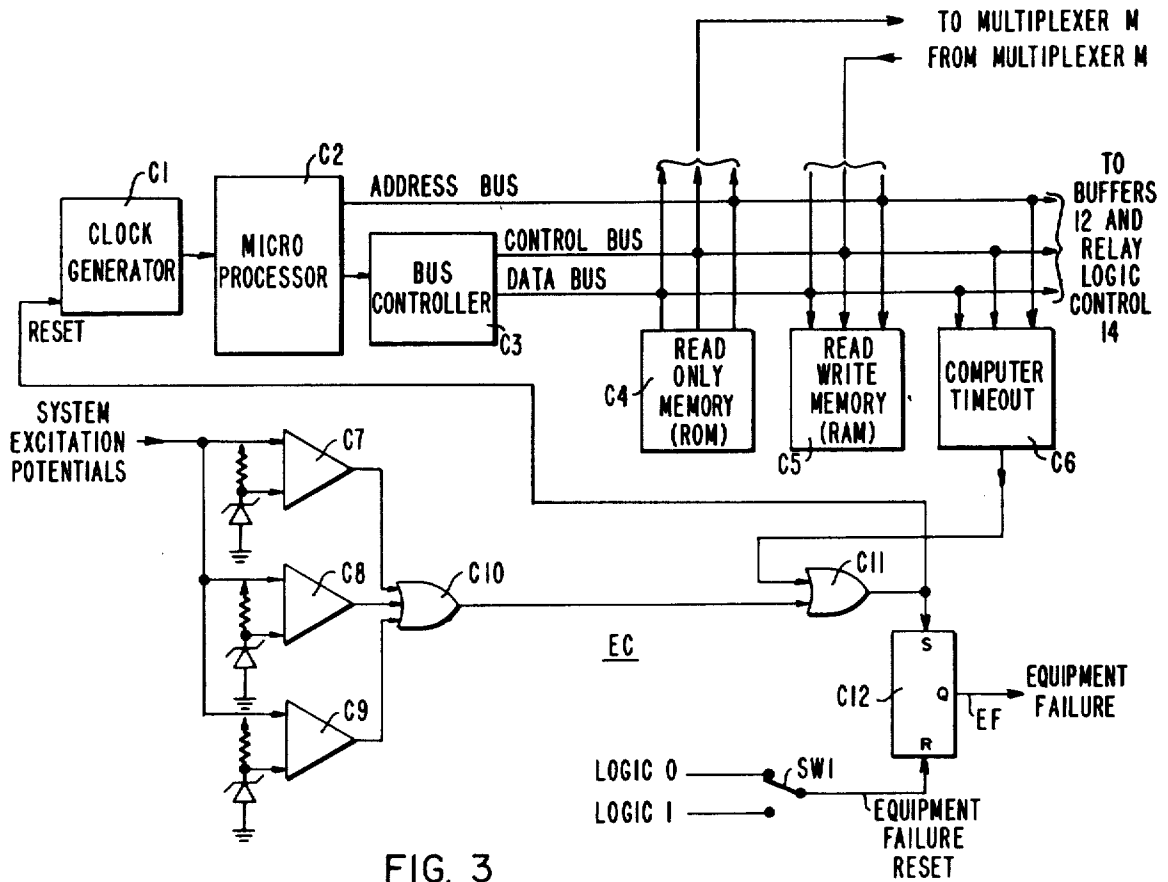 TO MULTIPLEXER M
FROM MULTIPLEXER M
C1
CLOCK
GENERATOR
RESET
C2
MICRO
PROCESSOR
ADDRESS BUS
CONTROL BUS
DATA BUS
BUS
CONTROLLER
C3
TO
BUFFERS
12 AND
RELAY
LOGIC
CONTROL
14
C4
READ
ONLY
MEMORY
(ROM)
C5
READ
WRITE
MEMORY
(RAM)
COMPUTER
TIMEOUT
C6
SYSTEM
EXCITATION
POTENTIALS
C7
C8
C9
C10
C11
EC
C12
S
Q
R
EF
EQUIPMENT
FAILURE
LOGIC 0
SW1
LOGIC 1
EQUIPMENT
FAILURE
RESET
FIG. 3